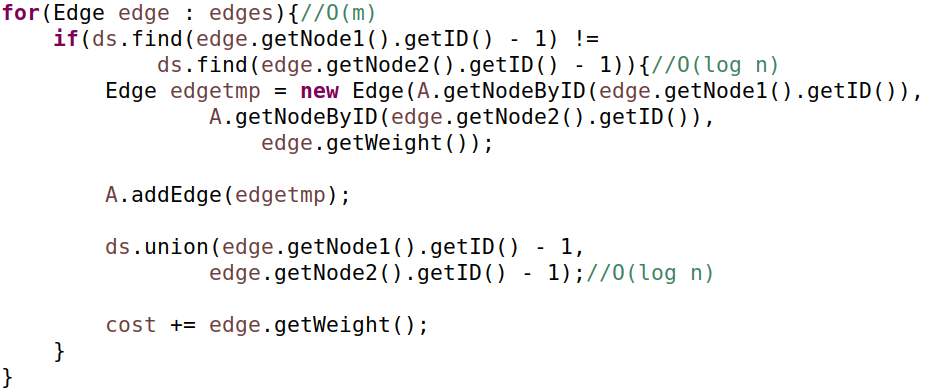 for(Edge edge : edges){//O(m)
    if(ds.find(edge.getNode1().getID() - 1) !=
            ds.find(edge.getNode2().getID() - 1)){//O(log n)
        Edge edgetmp = new Edge(A.getNodeByID(edge.getNode1().getID()),
                A.getNodeByID(edge.getNode2().getID()),
                    edge.getWeight());

        A.addEdge(edgetmp);

        ds.union(edge.getNode1().getID() - 1,
                edge.getNode2().getID() - 1);//O(log n)

        cost += edge.getWeight();
    }
}